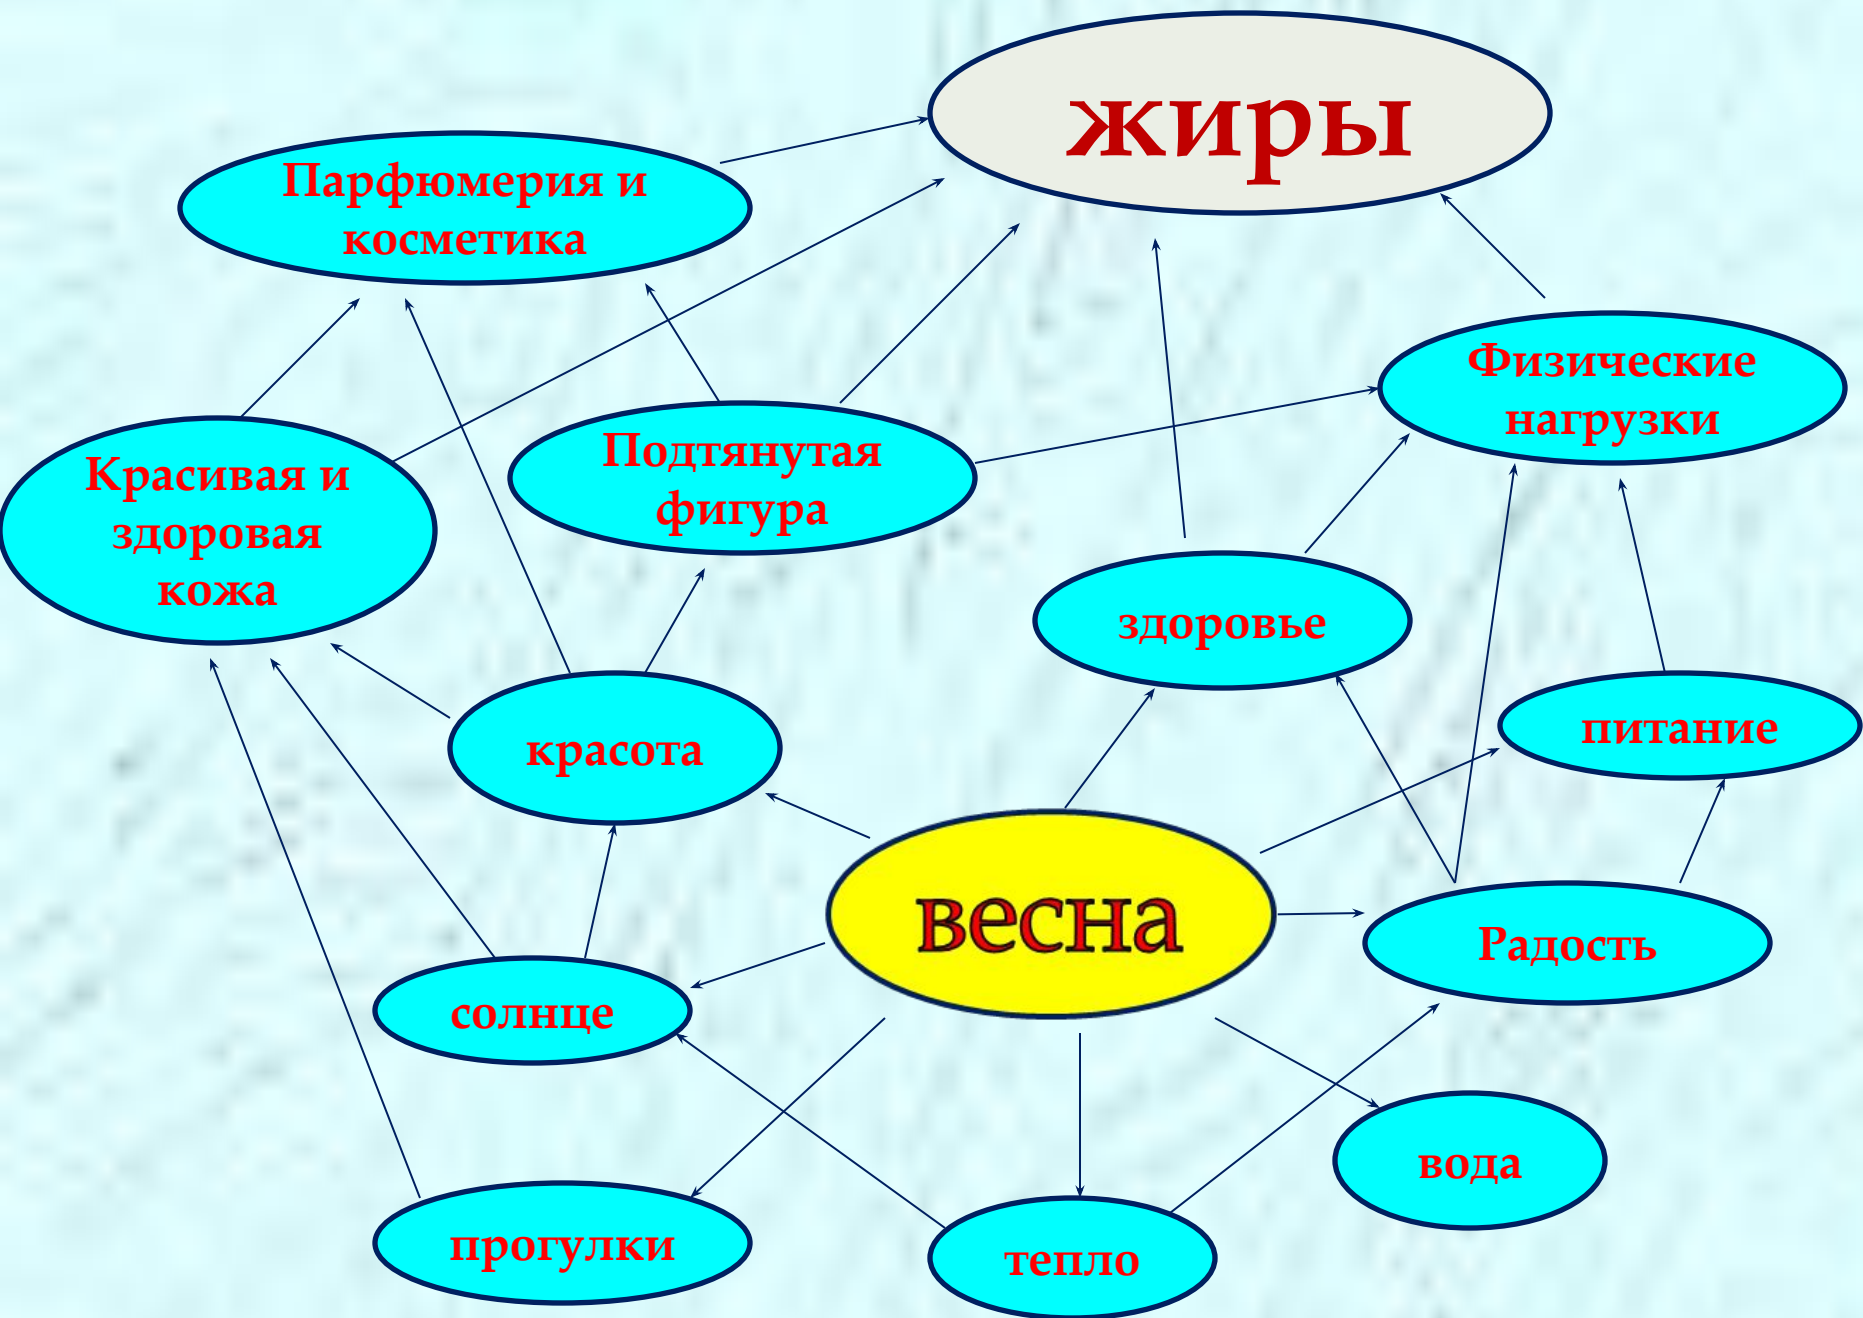 жиры
Парфюмерия и
косметика
Физические
нагрузки
Подтянутая
фигура
Красивая и
здоровая
кожа
здоровье
питание
красота
весна
Радость
солнце
вода
прогулки
тепло